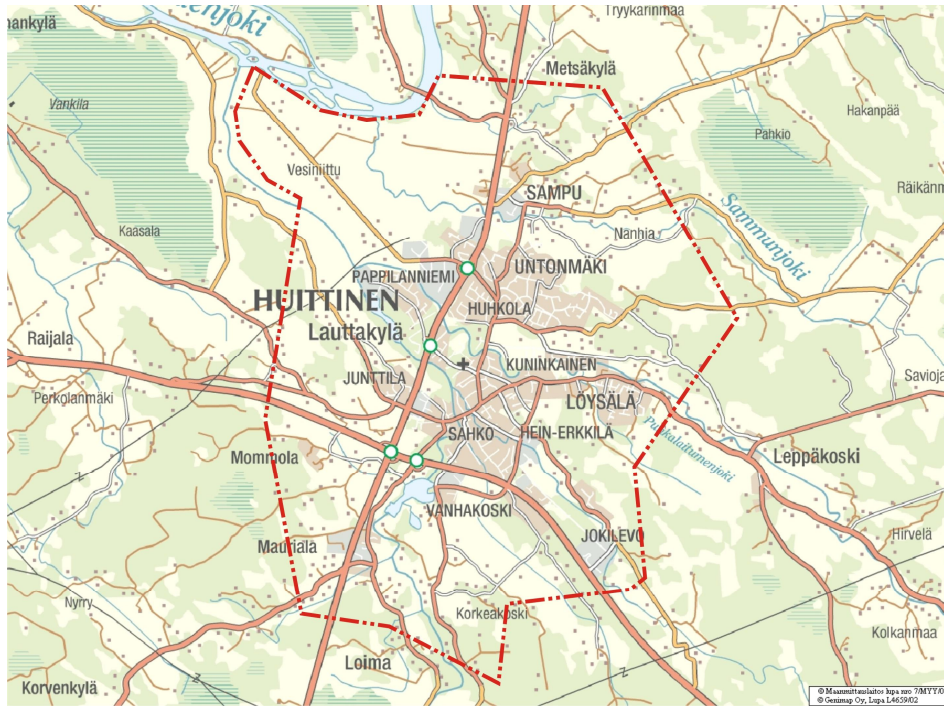 Tryykarinmaa
Metsäkylä
Vankila
Hakanpää
Pahkio
Vesiniittu
Räikänm
SAMPU
Kaasala
Nanhia
Sammunjoki
PAPPILANNIEMI
UNTONMÄKI
HUITTINEN
HUHKOLA
Lauttakylä
Raijala
KUNINKAINEN
JUNTTILA
Savioja
Perkolanmäki
LÖYSÄLÄ
SAHKO
HEIN-ERKKILÄ
Mommola
Punkalaitumenjoki
Leppäkoski
VANHAKOSKI
Hirvelä
JOKILEVO
Mauriala
Nyrry
Korkeakoski
Kolkanmaa
Loima
Korvenkylä
© Maanmittauslaitos lupa nro 7/MYY/0
© Genimap Oy, Lupa L4659/02